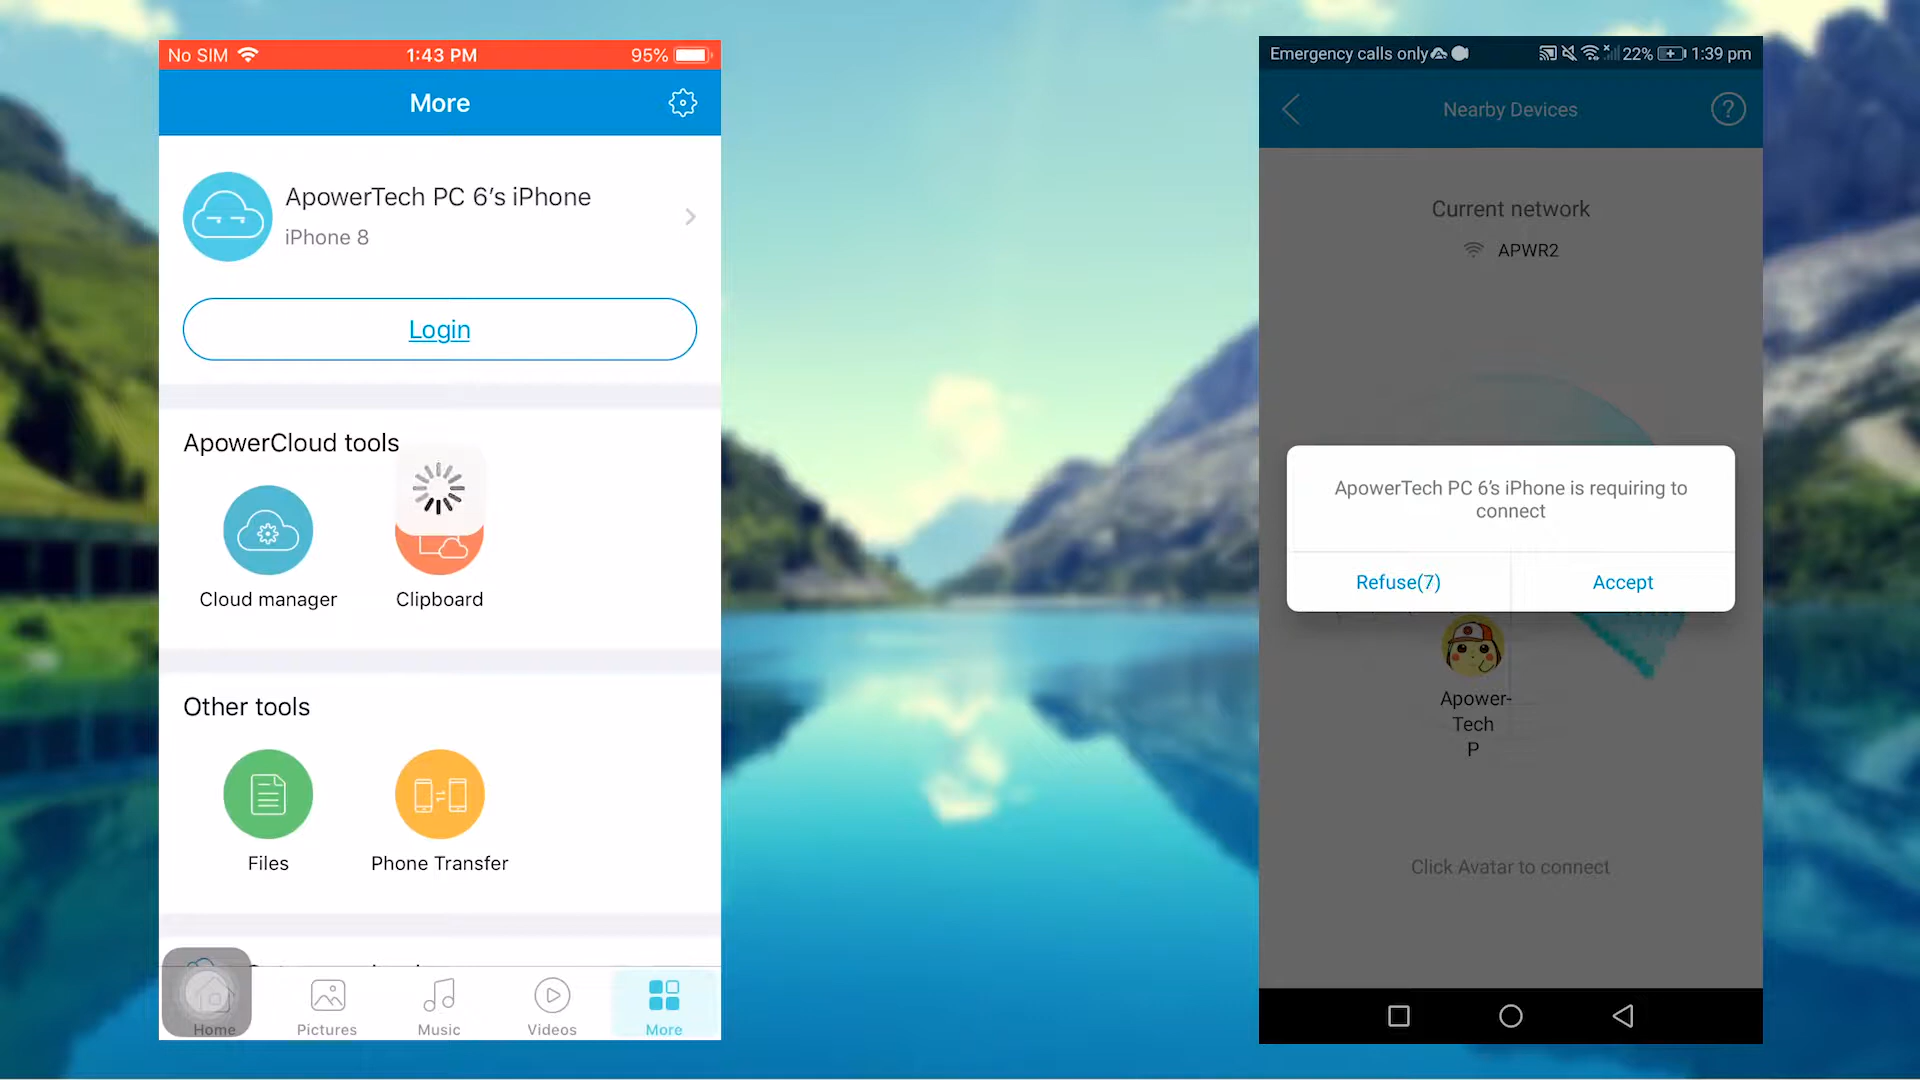 No SIM 1:43 PM 95%
More
ApowerTech PC 6's iPhone
iPhone 8
Login
ApowerCloud tools
Cloud manager Clipboard
Other tools
Files Phone Transfer
Home Pictures Music Videos More
Emergency calls only 22% 1:39 pm
Nearby Devices ?
Current network
APWR2
ApowerTech PC 6's iPhone is requiring to
connect
Refuse(7) Accept
Apower-
Tech
P
Click Avatar to connect